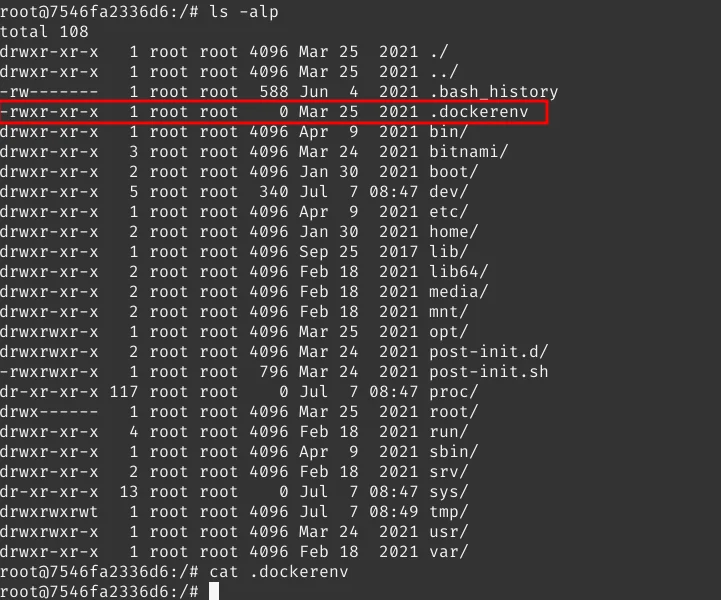 root@7546fa2336d6:/# ls -alp
total 108
drwxr-xr-x   1 root root 4096 Mar 25  2021 ./
drwxr-xr-x   1 root root 4096 Mar 25  2021 ../
-rw-------   1 root root  588 Jun  4  2021 .bash_history
-rwxr-xr-x   1 root root    0 Mar 25  2021 .dockerenv
drwxr-xr-x   1 root root 4096 Apr  9  2021 bin/
drwxr-xr-x   3 root root 4096 Mar 24  2021 bitnami/
drwxr-xr-x   2 root root 4096 Jan 30  2021 boot/
drwxr-xr-x   5 root root  340 Jul  7 08:47 dev/
drwxr-xr-x   1 root root 4096 Apr  9  2021 etc/
drwxr-xr-x   2 root root 4096 Jan 30  2021 home/
drwxr-xr-x   1 root root 4096 Sep 25  2017 lib/
drwxr-xr-x   2 root root 4096 Feb 18  2021 lib64/
drwxr-xr-x   2 root root 4096 Feb 18  2021 media/
drwxr-xr-x   2 root root 4096 Feb 18  2021 mnt/
drwxrwxr-x   1 root root 4096 Mar 25  2021 opt/
drwxrwxr-x   2 root root 4096 Mar 24  2021 post-init.d/
-rwxrwxr-x   1 root root  796 Mar 24  2021 post-init.sh
dr-xr-xr-x 117 root root    0 Jul  7 08:47 proc/
drwx------   1 root root 4096 Mar 25  2021 root/
drwxr-xr-x   4 root root 4096 Feb 18  2021 run/
drwxr-xr-x   1 root root 4096 Apr  9  2021 sbin/
drwxr-xr-x   2 root root 4096 Feb 18  2021 srv/
dr-xr-xr-x  13 root root    0 Jul  7 08:47 sys/
drwxrwxrwt   1 root root 4096 Jul  7 08:49 tmp/
drwxrwxr-x   1 root root 4096 Mar 24  2021 usr/
drwxr-xr-x   1 root root 4096 Feb 18  2021 var/
root@7546fa2336d6:/# cat .dockerenv
root@7546fa2336d6:/#